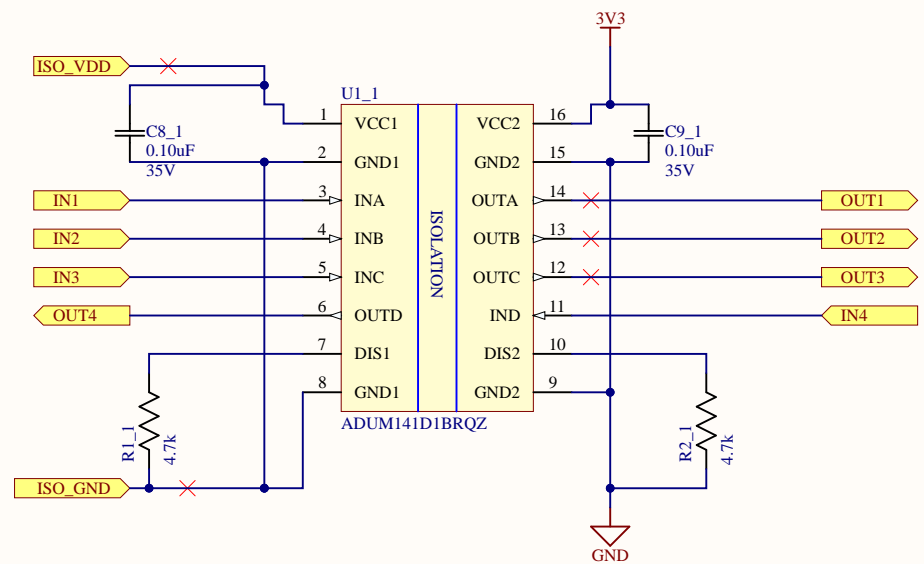 3V3
ISO_VDD
U1_1
1
VCC1
VCC2
16
C8_1
0.10uF
35V
C9_1
0.10uF
35V
2
GND1
GND2
15
IN1
3
INA
OUTA
14
OUT1
IN2
4
INB
OUTB
13
OUT2
IN3
5
INC
OUTC
12
OUT3
OUT4
6
OUTD
IND
11
IN4
7
DIS1
DIS2
10
8
GND1
GND2
9
ISOLATION
ADUM141D1BRQZ
R1_1
4.7k
R2_1
4.7k
ISO_GND
GND